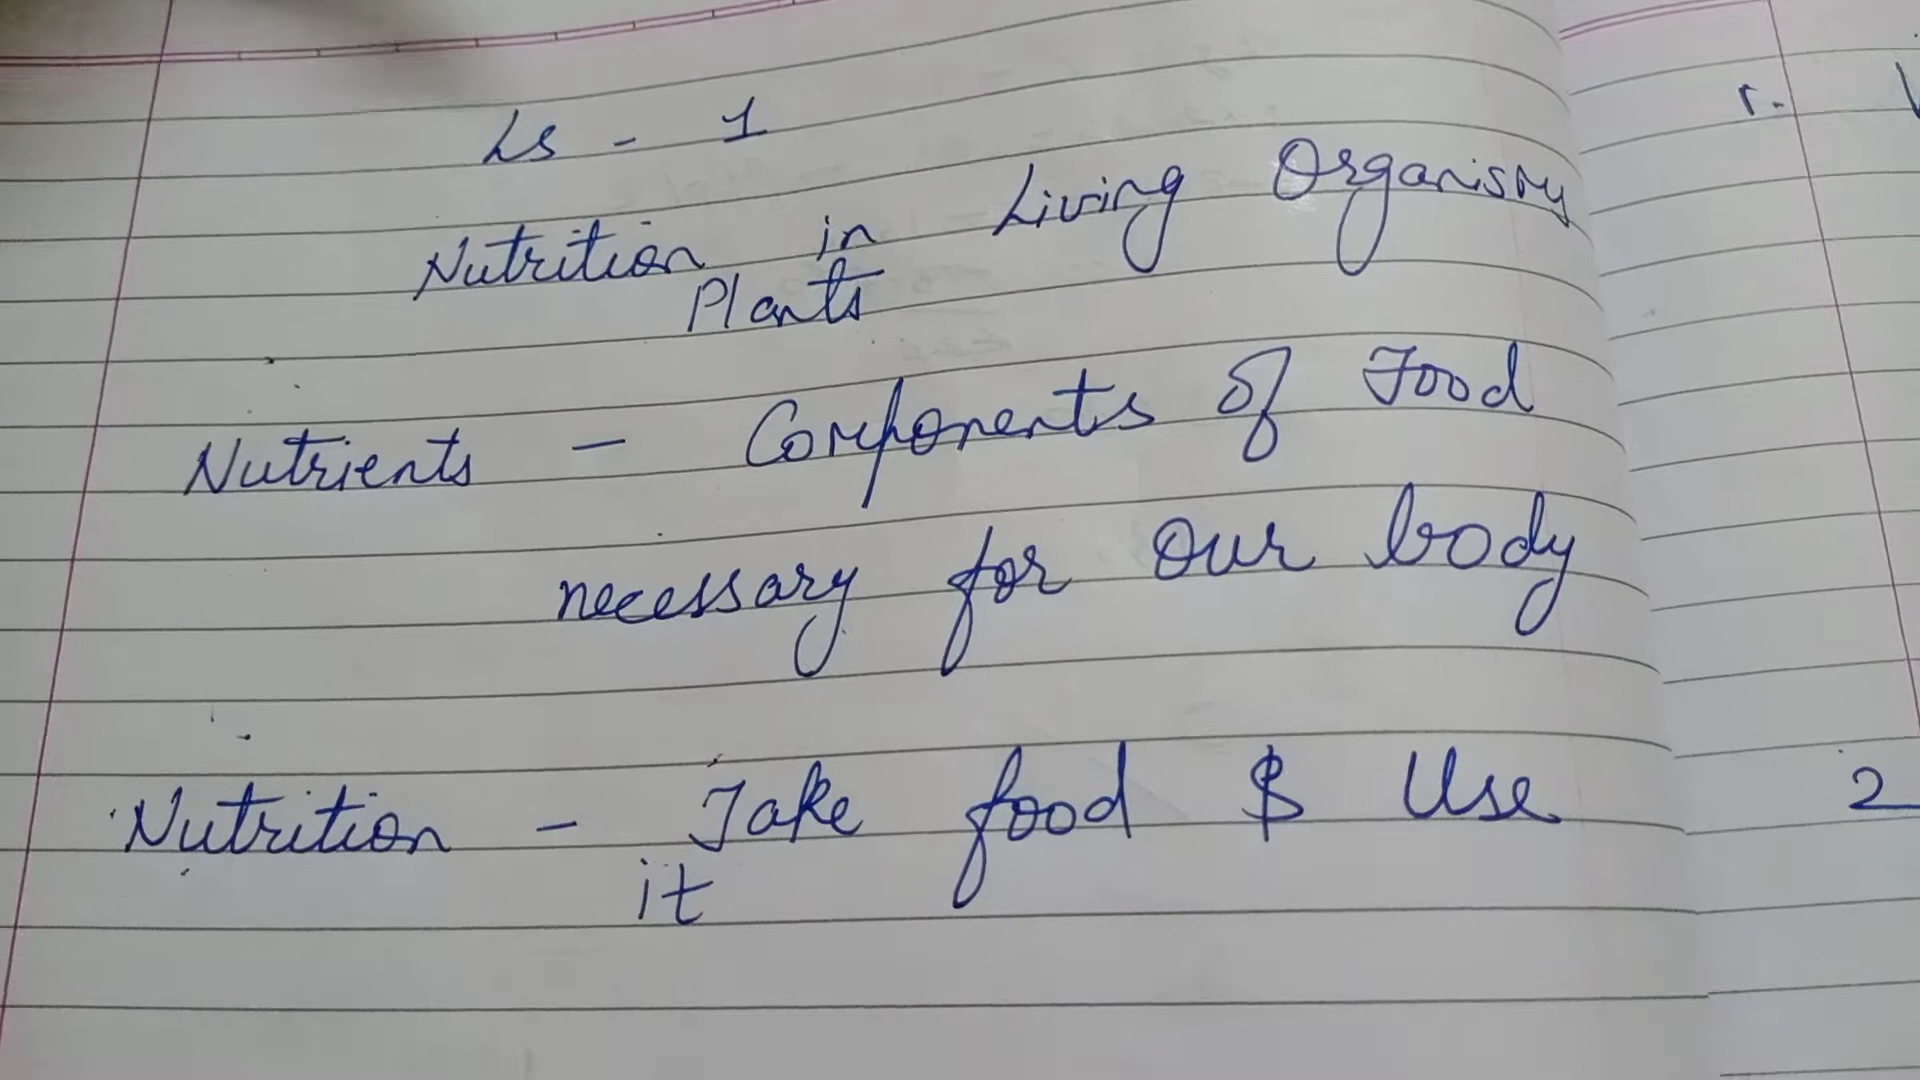 Ls - 1
Nutrition in Living Organism
Plants
Nutrients - Components of Food
necessary for our body
Nutrition - Take food $ Use
it
r.
2